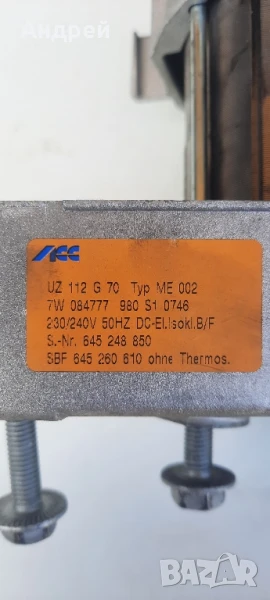 Андрей
AEG
UZ 112 G 70 Typ ME 002
7W 084777 980 S1 0746
230/240V 50HZ DC-El.Isokl.B/F
S.-Nr. 645 248 850
SBF 645 260 610 ohne Thermos.
BAZAR
bg